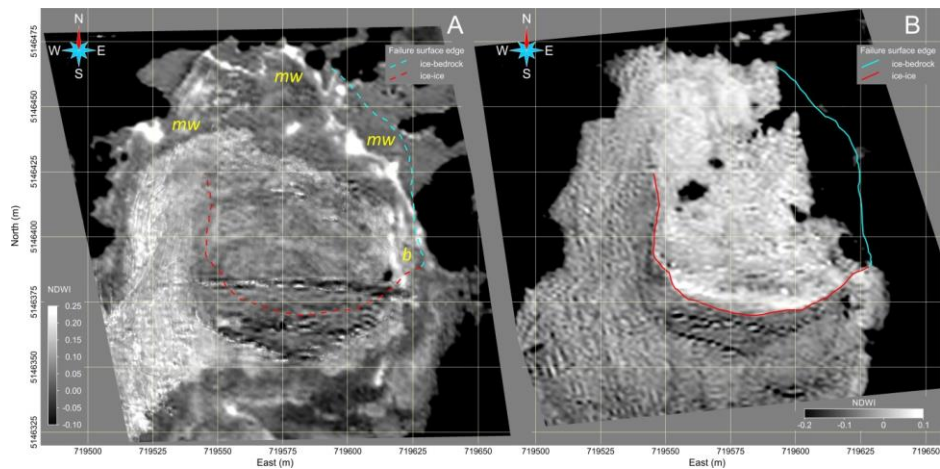 A
B
N
W E
S
N
W E
S
Failure surface edge
ice-bedrock
ice-ice
Failure surface edge
ice-bedrock
ice-ice
mw
mw
mw
b
5146475
5146450
5146425
5146400
5146375
5146350
5146325
North (m)
NDWI
0.25
0.20
0.15
0.10
0.05
0.00
-0.05
-0.10
NDWI
-0.2 0 0.1
719500 719525 719550 719575 719600 719625 719650
East (m)
719500 719525 719550 719575 719600 719625 719650
East (m)